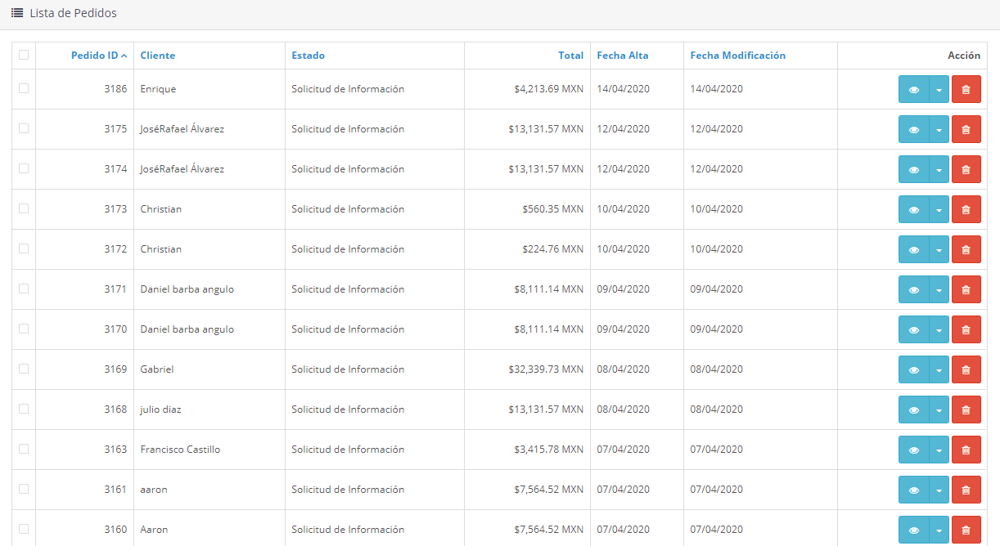 Lista de Pedidos
Pedido ID Cliente Estado Total Fecha Alta Fecha Modificación Acción
3186 Enrique Solicitud de Información $4,213.69 MXN 14/04/2020 14/04/2020
3175 JoséRafael Álvarez Solicitud de Información $13,131.57 MXN 12/04/2020 12/04/2020
3174 JoséRafael Álvarez Solicitud de Información $13,131.57 MXN 12/04/2020 12/04/2020
3173 Christian Solicitud de Información $560.35 MXN 10/04/2020 10/04/2020
3172 Christian Solicitud de Información $224.76 MXN 10/04/2020 10/04/2020
3171 Daniel barba angulo Solicitud de Información $8,111.14 MXN 09/04/2020 09/04/2020
3170 Daniel barba angulo Solicitud de Información $8,111.14 MXN 09/04/2020 09/04/2020
3169 Gabriel Solicitud de Información $32,339.73 MXN 08/04/2020 08/04/2020
3168 julio diaz Solicitud de Información $13,131.57 MXN 08/04/2020 08/04/2020
3163 Francisco Castillo Solicitud de Información $3,415.78 MXN 07/04/2020 07/04/2020
3161 aaron Solicitud de Información $7,564.52 MXN 07/04/2020 07/04/2020
3160 Aaron Solicitud de Información $7,564.52 MXN 07/04/2020 07/04/2020